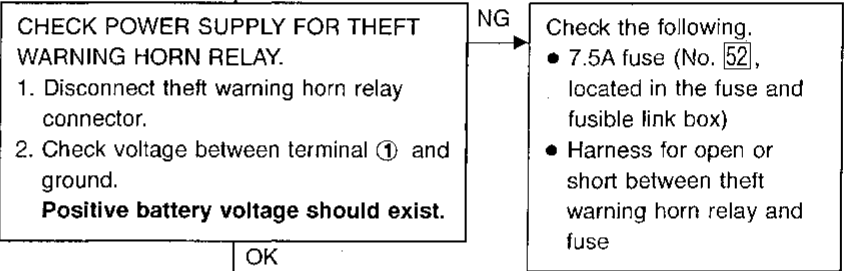 CHECK POWER SUPPLY FOR THEFT
WARNING HORN RELAY.
1. Disconnect theft warning horn relay
connector.
2. Check voltage between terminal ① and
ground.
Positive battery voltage should exist.
OK
NG
Check the following.
● 7.5A fuse (No. 52,
located in the fuse and
fusible link box)
● Harness for open or
short between theft
warning horn relay and
fuse